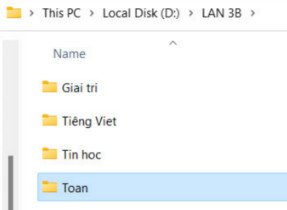 This PC > Local Disk (D:) > LAN 3B >
Name
Giai tri
Tiếng Viet
Tin hoc
Toan